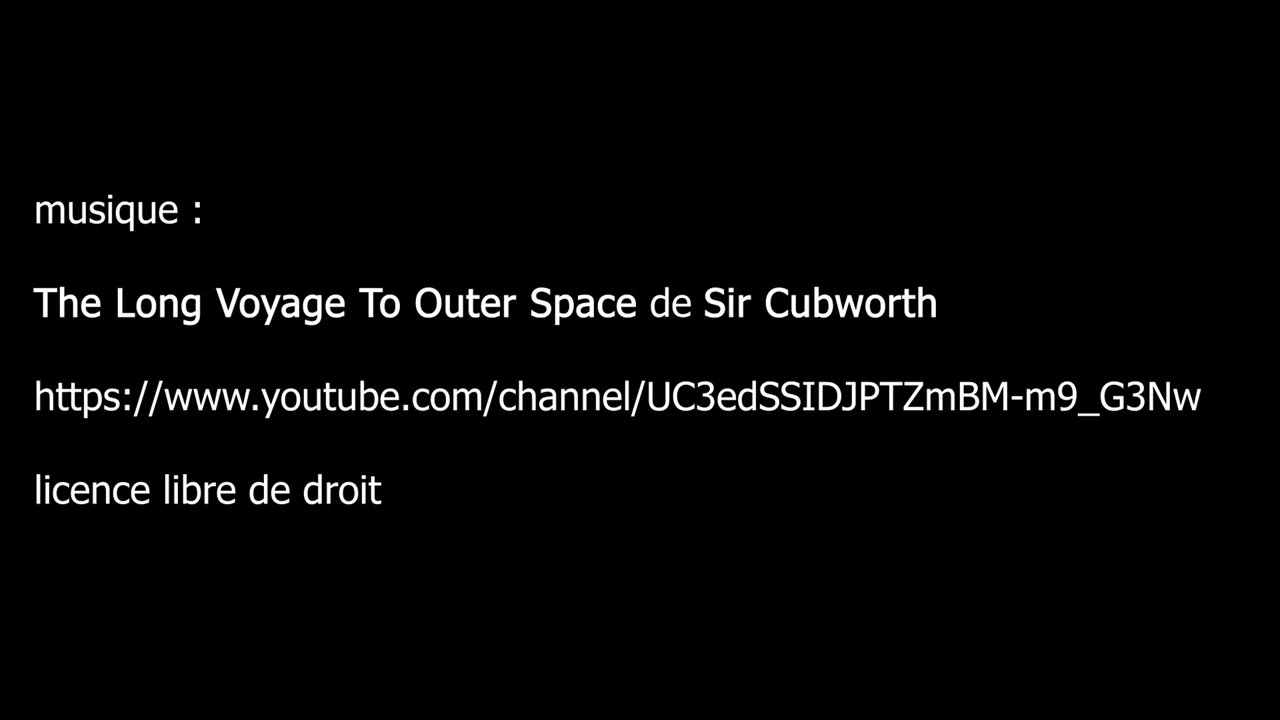 musique :
The Long Voyage To Outer Space de Sir Cubworth
https://www.youtube.com/channel/UC3edSSIDJPTZmBM-m9_G3Nw
licence libre de droit